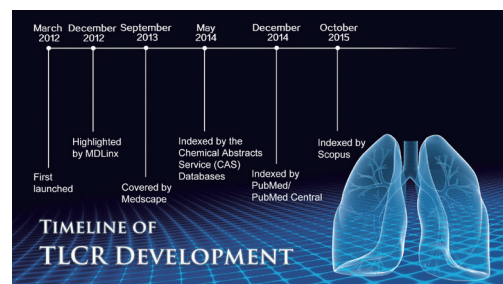 March 2012
December 2012
September 2013
May 2014
December 2014
October 2015
First launched
Highlighted by MDLinx
Covered by Medscape
Indexed by the Chemical Abstracts Service (CAS) Databases
Indexed by PubMed/ PubMed Central
Indexed by Scopus
TIMELINE OF
TLCR DEVELOPMENT